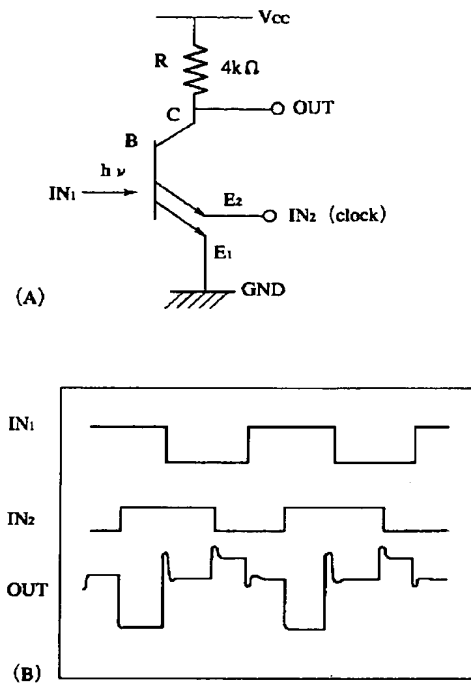 Vcc
R
4kΩ
C
OUT
B
hν
IN₁
E₂
IN₂ (clock)
E₁
GND
(A)
IN₁
IN₂
OUT
(B)